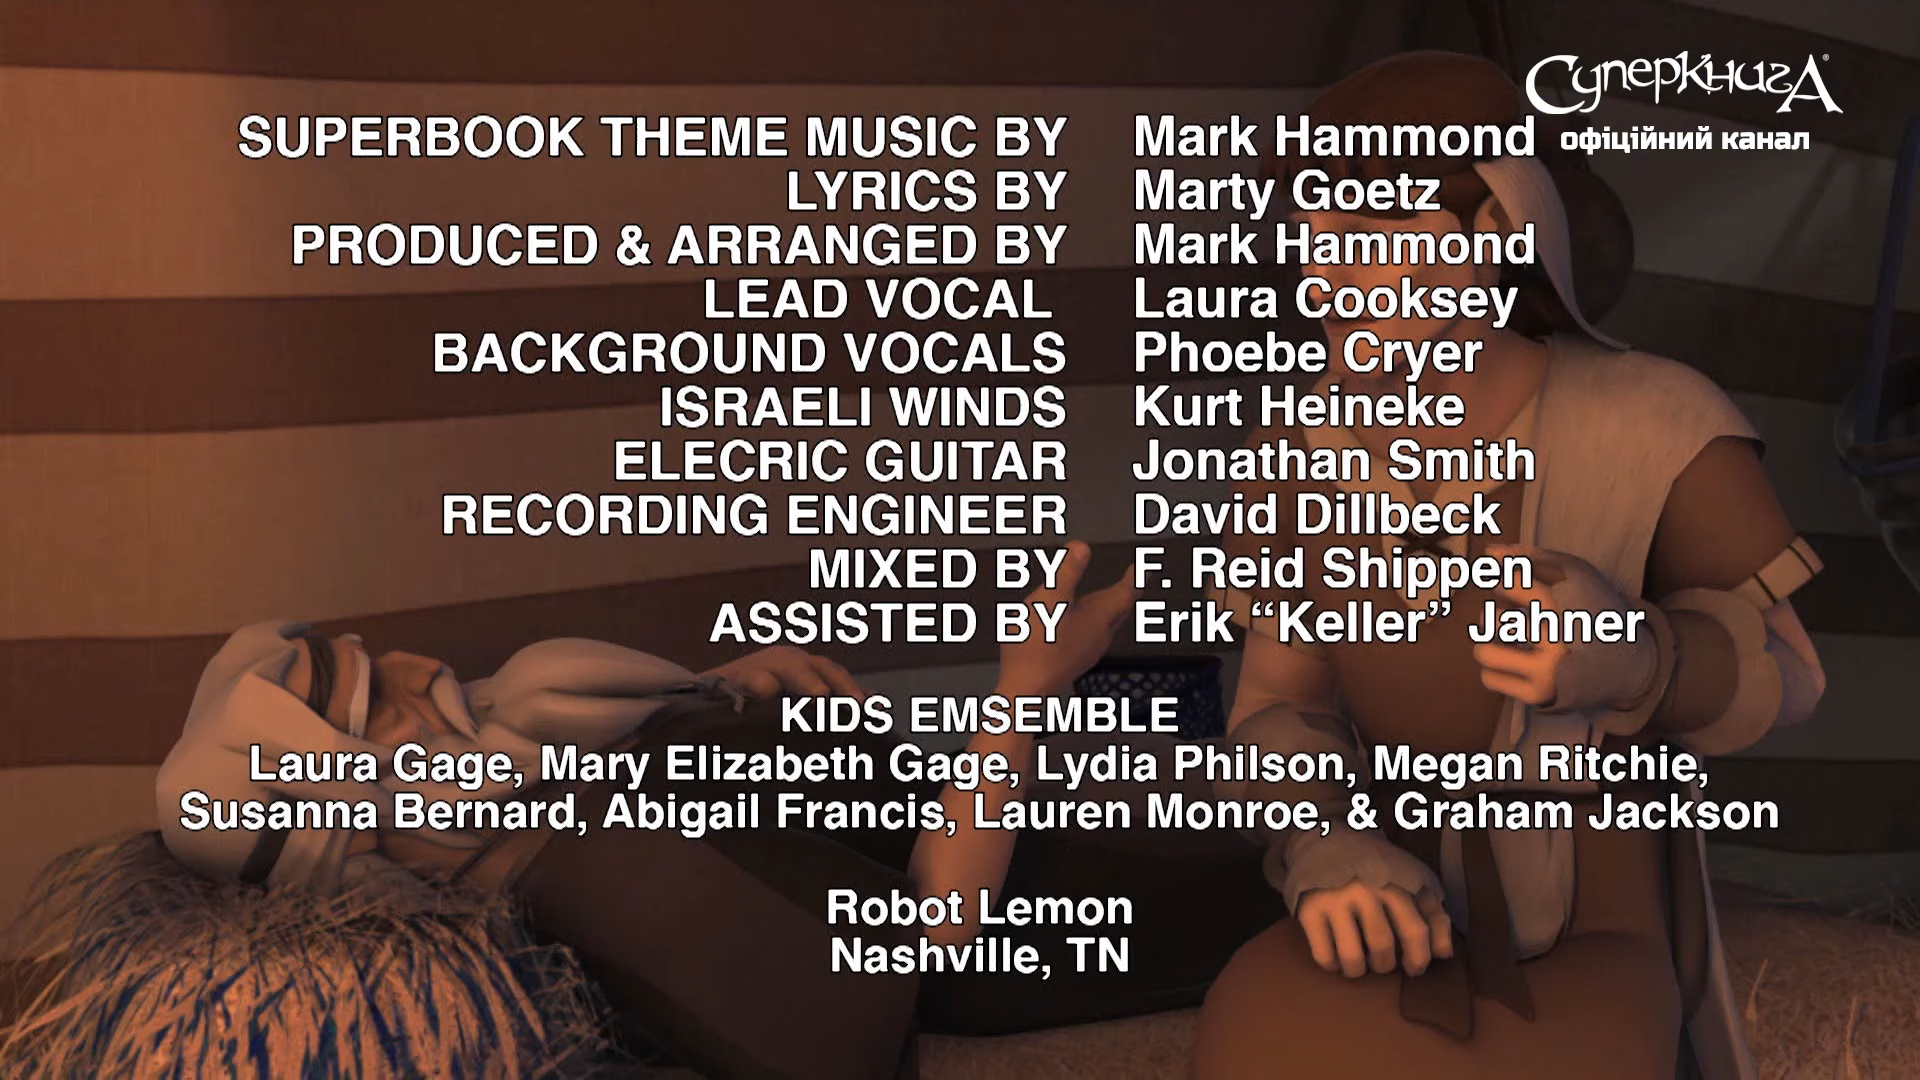 СуперкнигА®
офіційний канал
SUPERBOOK THEME MUSIC BY Mark Hammond
LYRICS BY Marty Goetz
PRODUCED & ARRANGED BY Mark Hammond
LEAD VOCAL Laura Cooksey
BACKGROUND VOCALS Phoebe Cryer
ISRAELI WINDS Kurt Heineke
ELECRIC GUITAR Jonathan Smith
RECORDING ENGINEER David Dillbeck
MIXED BY F. Reid Shippen
ASSISTED BY Erik “Keller” Jahner
KIDS EMSEMBLE
Laura Gage, Mary Elizabeth Gage, Lydia Philson, Megan Ritchie,
Susanna Bernard, Abigail Francis, Lauren Monroe, & Graham Jackson
Robot Lemon
Nashville, TN